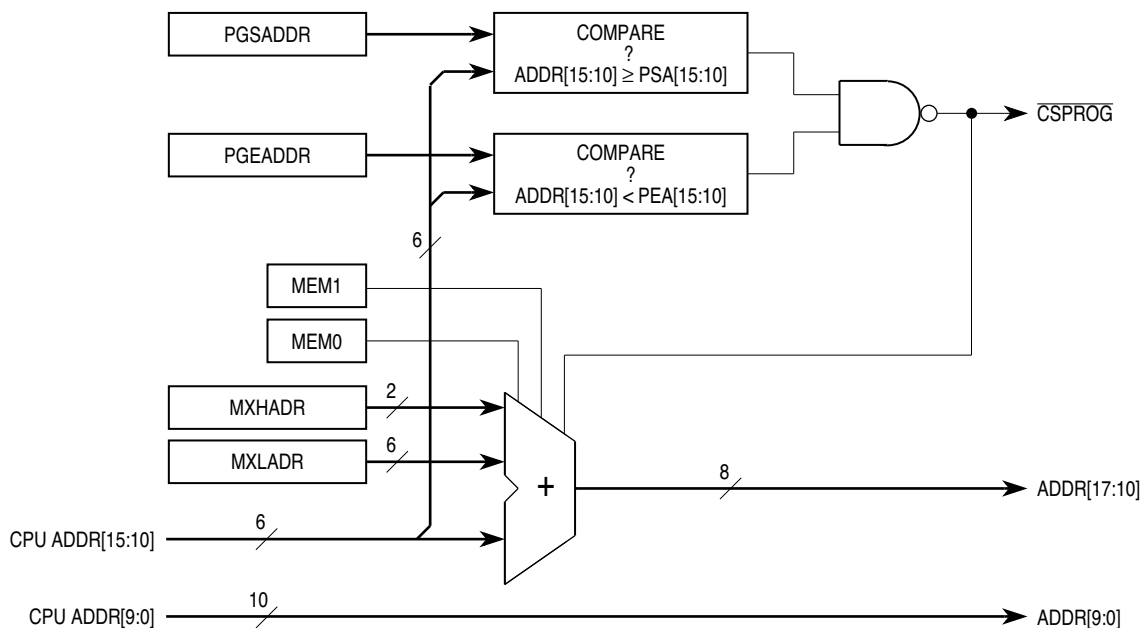 PGSADDR
COMPARE
?
ADDR[15:10] ≥ PSA[15:10]
CSPROG
PGEADDR
COMPARE
?
ADDR[15:10] < PEA[15:10]
6
MEM1
MEM0
MXHADR
2
MXLADR
6
+
8
ADDR[17:10]
CPU ADDR[15:10]
6
CPU ADDR[9:0]
10
ADDR[9:0]